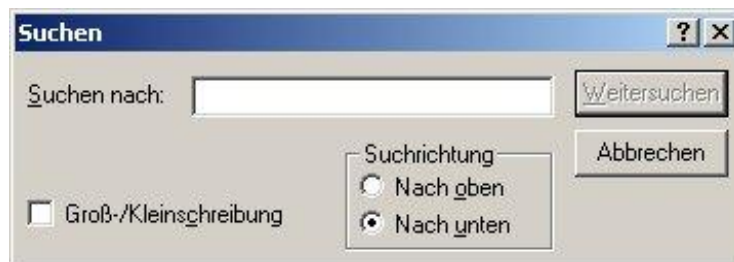 Suchen
Suchen nach:
Weitersuchen
Suchrichtung
Abbrechen
Nach oben
Groß-/Kleinschreibung
Nach unten